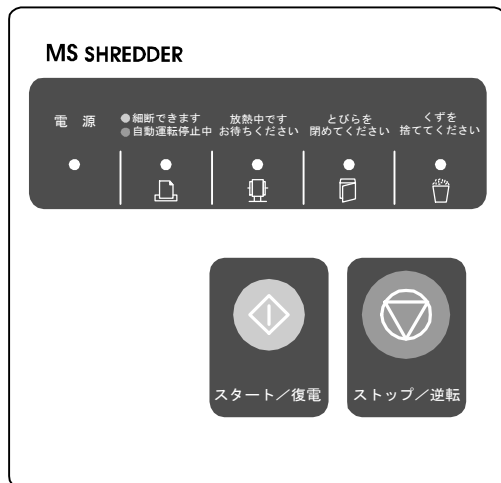 MS SHREDDER
電 源
●細断できます
●自動運転停止中
放熱中です
お待ちください
とびらを
閉めてください
くずを
捨ててください
スタート／復電
ストップ／逆転